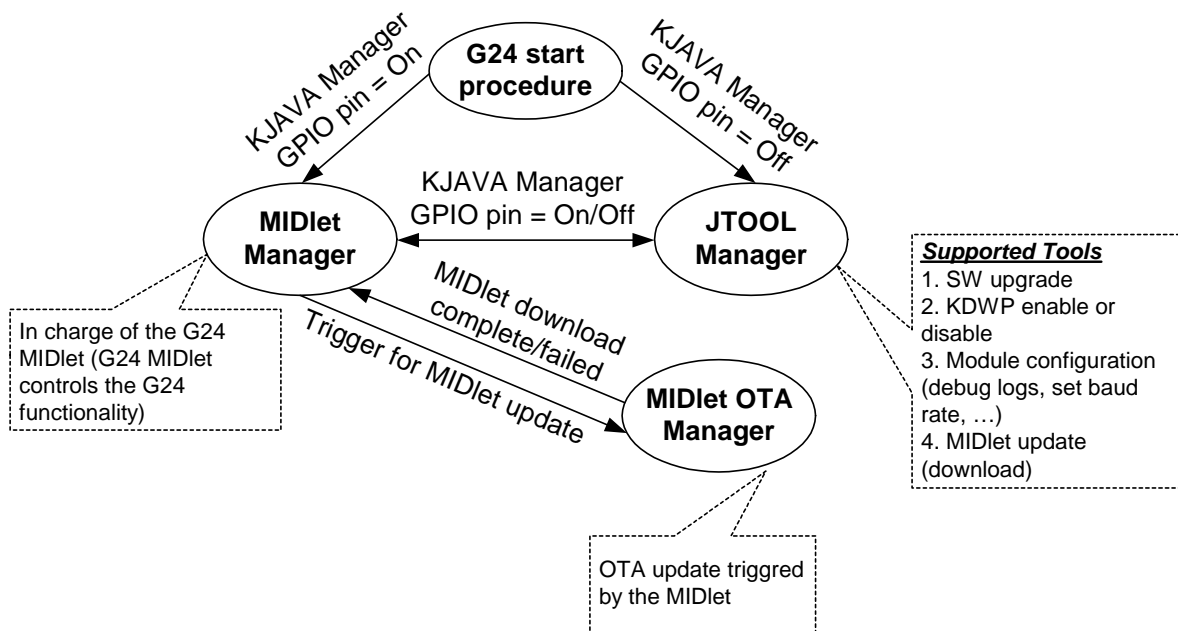 G24 start
procedure
KJAVA Manager
GPIO pin = On
KJAVA Manager
GPIO pin = Off
MIDlet
Manager
KJAVA Manager
GPIO pin = On/Off
JTOOL
Manager
MIDlet download
complete/failed
Trigger for MIDlet update
MIDlet OTA
Manager
In charge of the G24
MIDlet (G24 MIDlet
controls the G24
functionality)
Supported Tools
1. SW upgrade
2. KDWP enable or
disable
3. Module configuration
(debug logs, set baud
rate, …)
4. MIDlet update
(download)
OTA update triggred
by the MIDlet